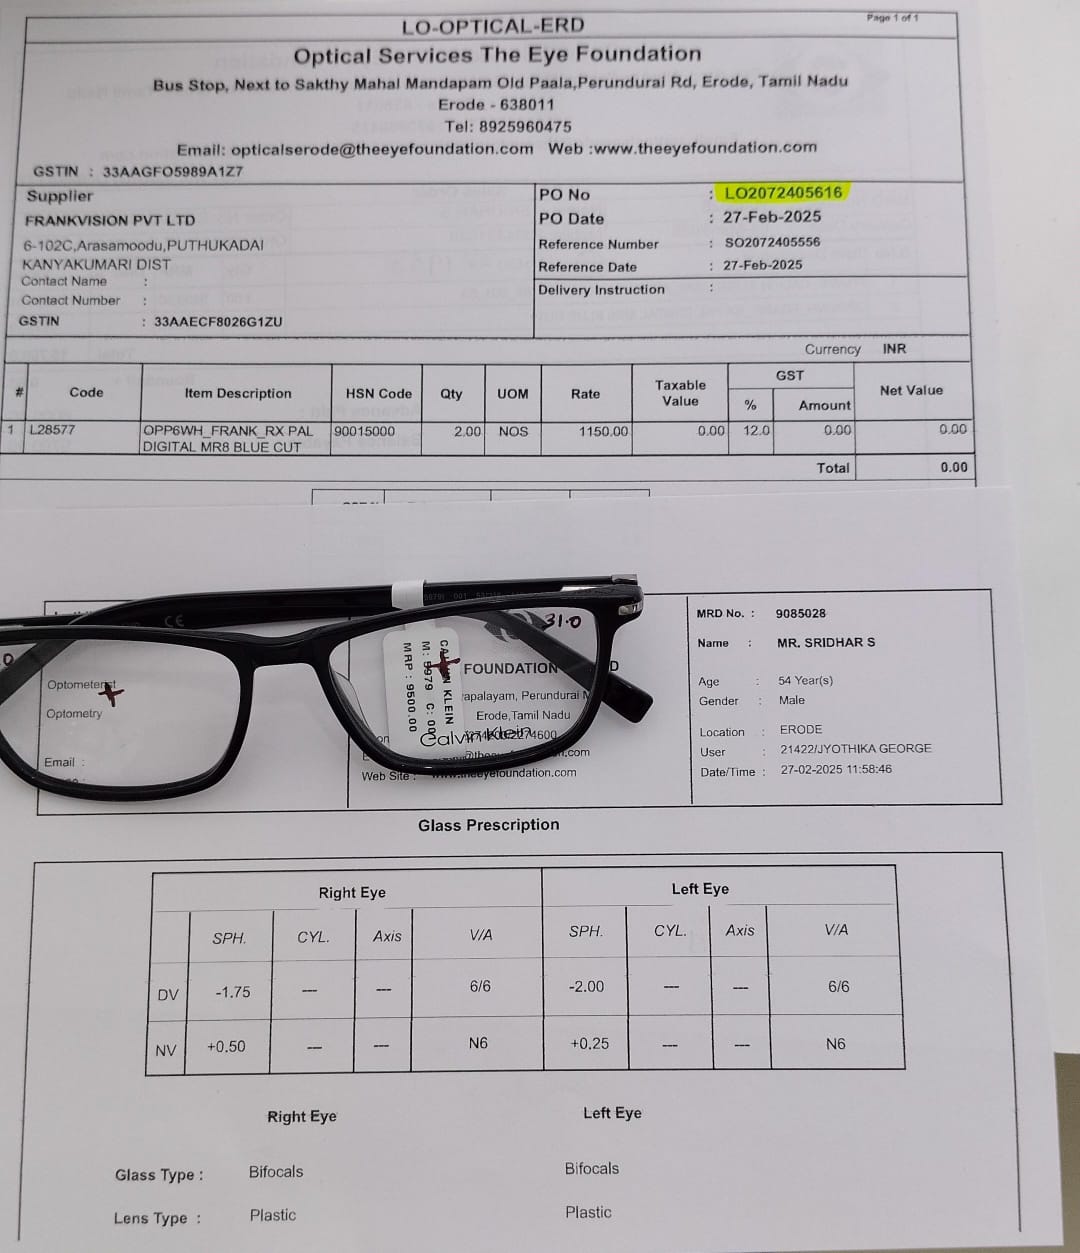 Page 1 of 1
LO-OPTICAL-ERD
Optical Services The Eye Foundation
Bus Stop, Next to Sakthy Mahal Mandapam Old Paala,Perundurai Rd, Erode, Tamil Nadu
Erode - 638011
Tel: 8925960475
Email: opticalserode@theeyefoundation.com Web :www.theeyefoundation.com
GSTIN : 33AAGFO5989A1Z7
Supplier
FRANKVISION PVT LTD
6-102C,Arasamoodu,PUTHUKADAI
KANYAKUMARI DIST
Contact Name :
Contact Number :
GSTIN : 33AAECF8026G1ZU
PO No : LO2072405616
PO Date : 27-Feb-2025
Reference Number : SO2072405556
Reference Date : 27-Feb-2025
Delivery Instruction :
Currency INR
# Code Item Description HSN Code Qty UOM Rate Taxable Value GST % Amount Net Value
1 L28577 OPP6WH_FRANK_RX PAL 90015000 2.00 NOS 1150.00 0.00 12.0 0.00 0.00
DIGITAL MR8 BLUE CUT
Total 0.00
CE
31.0
CALVIN KLEIN
M: 5979 C: 00
MRP : 9500.00
Calvin Klein
Optometrist
Optometry
Email :
FOUNDATION
apalayam, Perundurai
Erode,Tamil Nadu
.com
Web Site : www.theeyefoundation.com
MRD No. : 9085028
Name : MR. SRIDHAR S
Age : 54 Year(s)
Gender : Male
Location : ERODE
User : 21422/JYOTHIKA GEORGE
Date/Time : 27-02-2025 11:58:46
Glass Prescription
Right Eye Left Eye
SPH. CYL. Axis V/A SPH. CYL. Axis V/A
DV -1.75 --- --- 6/6 -2.00 --- --- 6/6
NV +0.50 --- --- N6 +0.25 --- --- N6
Right Eye Left Eye
Glass Type : Bifocals Bifocals
Lens Type : Plastic Plastic